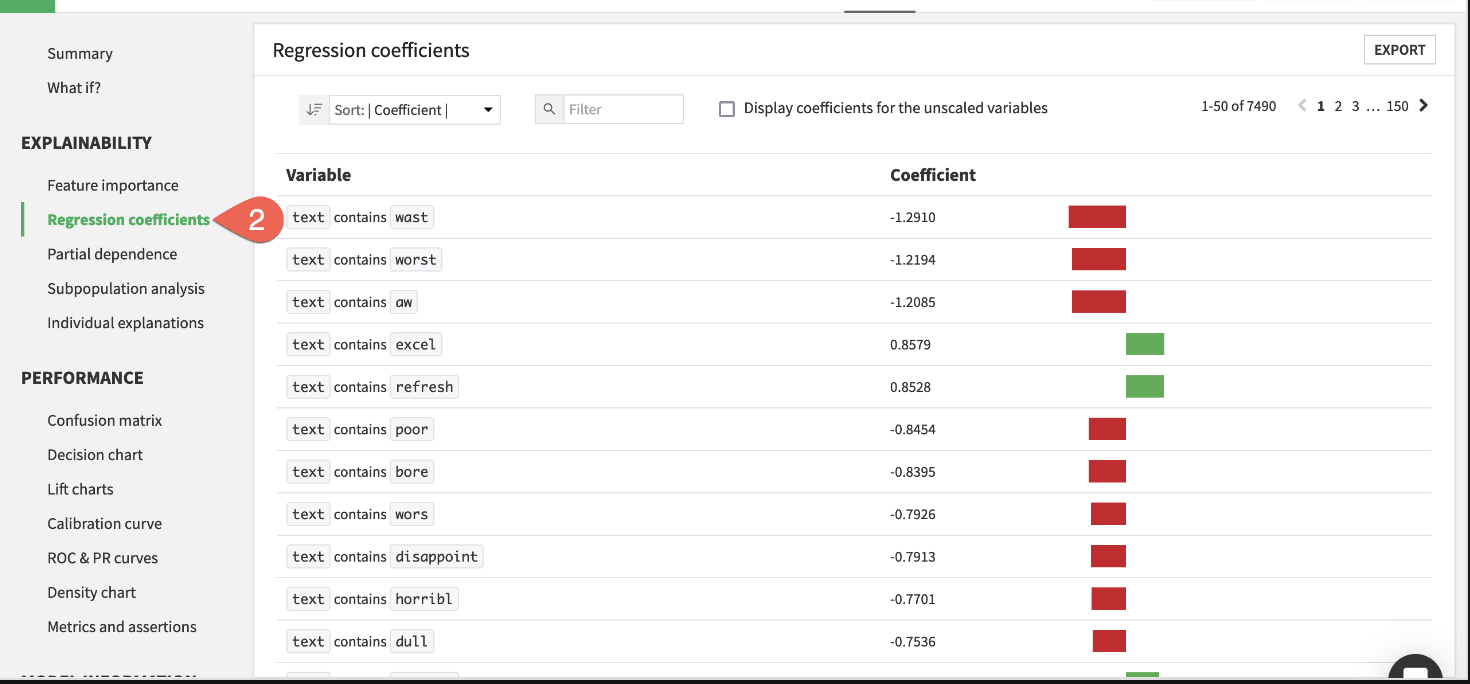 Summary
What if?
EXPLAINABILITY
Feature importance
Regression coefficients
Partial dependence
Subpopulation analysis
Individual explanations
PERFORMANCE
Confusion matrix
Decision chart
Lift charts
Calibration curve
ROC & PR curves
Density chart
Metrics and assertions
MODEL INFORMATION
2
Regression coefficients
EXPORT
Sort: | Coefficient |
Filter
Display coefficients for the unscaled variables
1-50 of 7490 1 2 3 ... 150
Variable Coefficient
text contains wast -1.2910
text contains worst -1.2194
text contains aw -1.2085
text contains excel 0.8579
text contains refresh 0.8528
text contains poor -0.8454
text contains bore -0.8395
text contains wors -0.7926
text contains disappoint -0.7913
text contains horribl -0.7701
text contains dull -0.7536